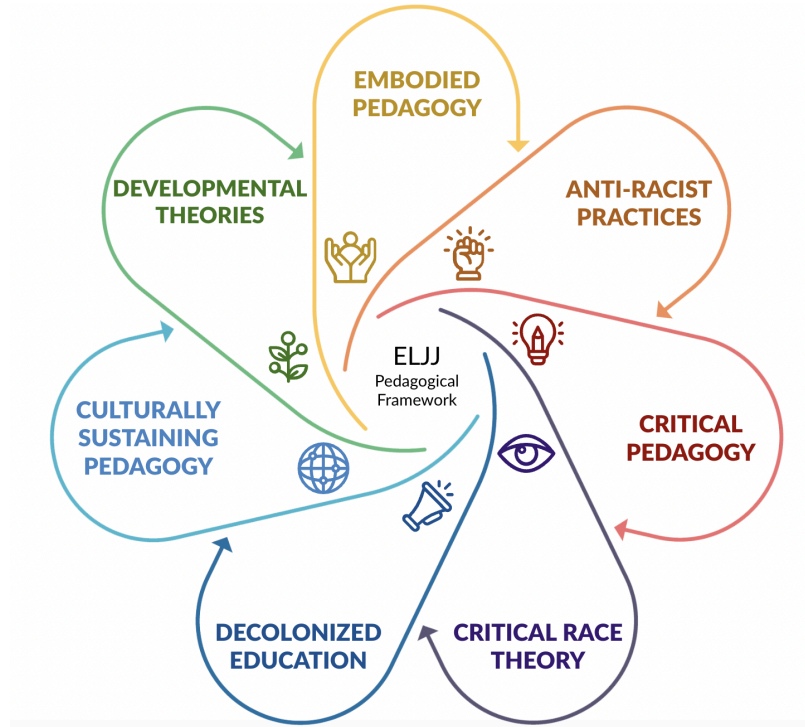 EMBODIED
PEDAGOGY
ANTI-RACIST
PRACTICES
DEVELOPMENTAL
THEORIES
ELJJ
Pedagogical
Framework
CULTURALLY
SUSTAINING
PEDAGOGY
CRITICAL
PEDAGOGY
DECOLONIZED
EDUCATION
CRITICAL RACE
THEORY